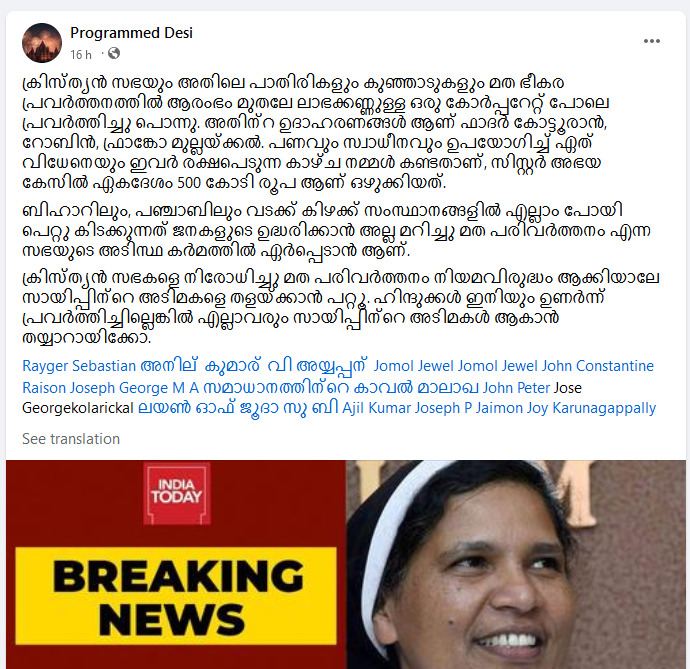 Programmed Desi
16 h ·
ക്രിസ്ത്യൻ സഭയും അതിലെ പാതിരികളും കുഞ്ഞാടുകളും മത ഭീകര
പ്രവർത്തനത്തിൽ ആരംഭം മുതലേ ലാഭക്കണ്ണുള്ള ഒരു കോർപ്പറേറ്റ് പോലെ
പ്രവർത്തിച്ചു പൊന്നു. അതിന്റ ഉദാഹരണങ്ങൾ ആണ് ഫാദർ കോട്ടൂരാൻ,
റോബിൻ, ഫ്രാങ്കോ മുല്ലയ്ക്കൽ. പണവും സ്വാധീനവും ഉപയോഗിച്ച് ഏത്
വിധേനെയും ഇവർ രക്ഷപെടുന്ന കാഴ്ച നമ്മൾ കണ്ടതാണ്, സിസ്റ്റർ അഭയ
കേസിൽ ഏകദേശം 500 കോടി രൂപ ആണ് ഒഴുക്കിയത്.
ബിഹാറിലും, പഞ്ചാബിലും വടക്ക് കിഴക്ക് സംസ്ഥാനങ്ങളിൽ എല്ലാം പോയി
പെറ്റു കിടക്കുന്നത് ജനകളുടെ ഉദ്ധരിക്കാൻ അല്ല മറിച്ചു മത പരിവർത്തനം എന്ന
സഭയുടെ അടിസ്ഥ കർമത്തിൽ ഏർപ്പെടാൻ ആണ്.
ക്രിസ്ത്യൻ സഭകളെ നിരോധിച്ചു മത പരിവർത്തനം നിയമവിരുദ്ധം ആക്കിയാലേ
സായിപ്പിന്റെ അടിമകളെ തളയ്ക്കാൻ പറ്റൂ. ഹിന്ദുക്കൾ ഇനിയും ഉണർന്ന്
പ്രവർത്തിച്ചില്ലെങ്കിൽ എല്ലാവരും സായിപ്പിന്റെ അടിമകൾ ആകാൻ
തയ്യാറായിക്കോ.
Rayger Sebastian അനില് കുമാര് വി അയ്യപ്പന് Jomol Jewel Jomol Jewel John Constantine
Raison Joseph George M A സമാധാനത്തിന്റെ കാവൽ മാലാഖ John Peter Jose
Georgekolarickal ലയൺ ഓഫ് ജൂദാ സു ബി Ajil Kumar Joseph P Jaimon Joy Karunagappally
See translation
INDIA
TODAY
BREAKING
NEWS